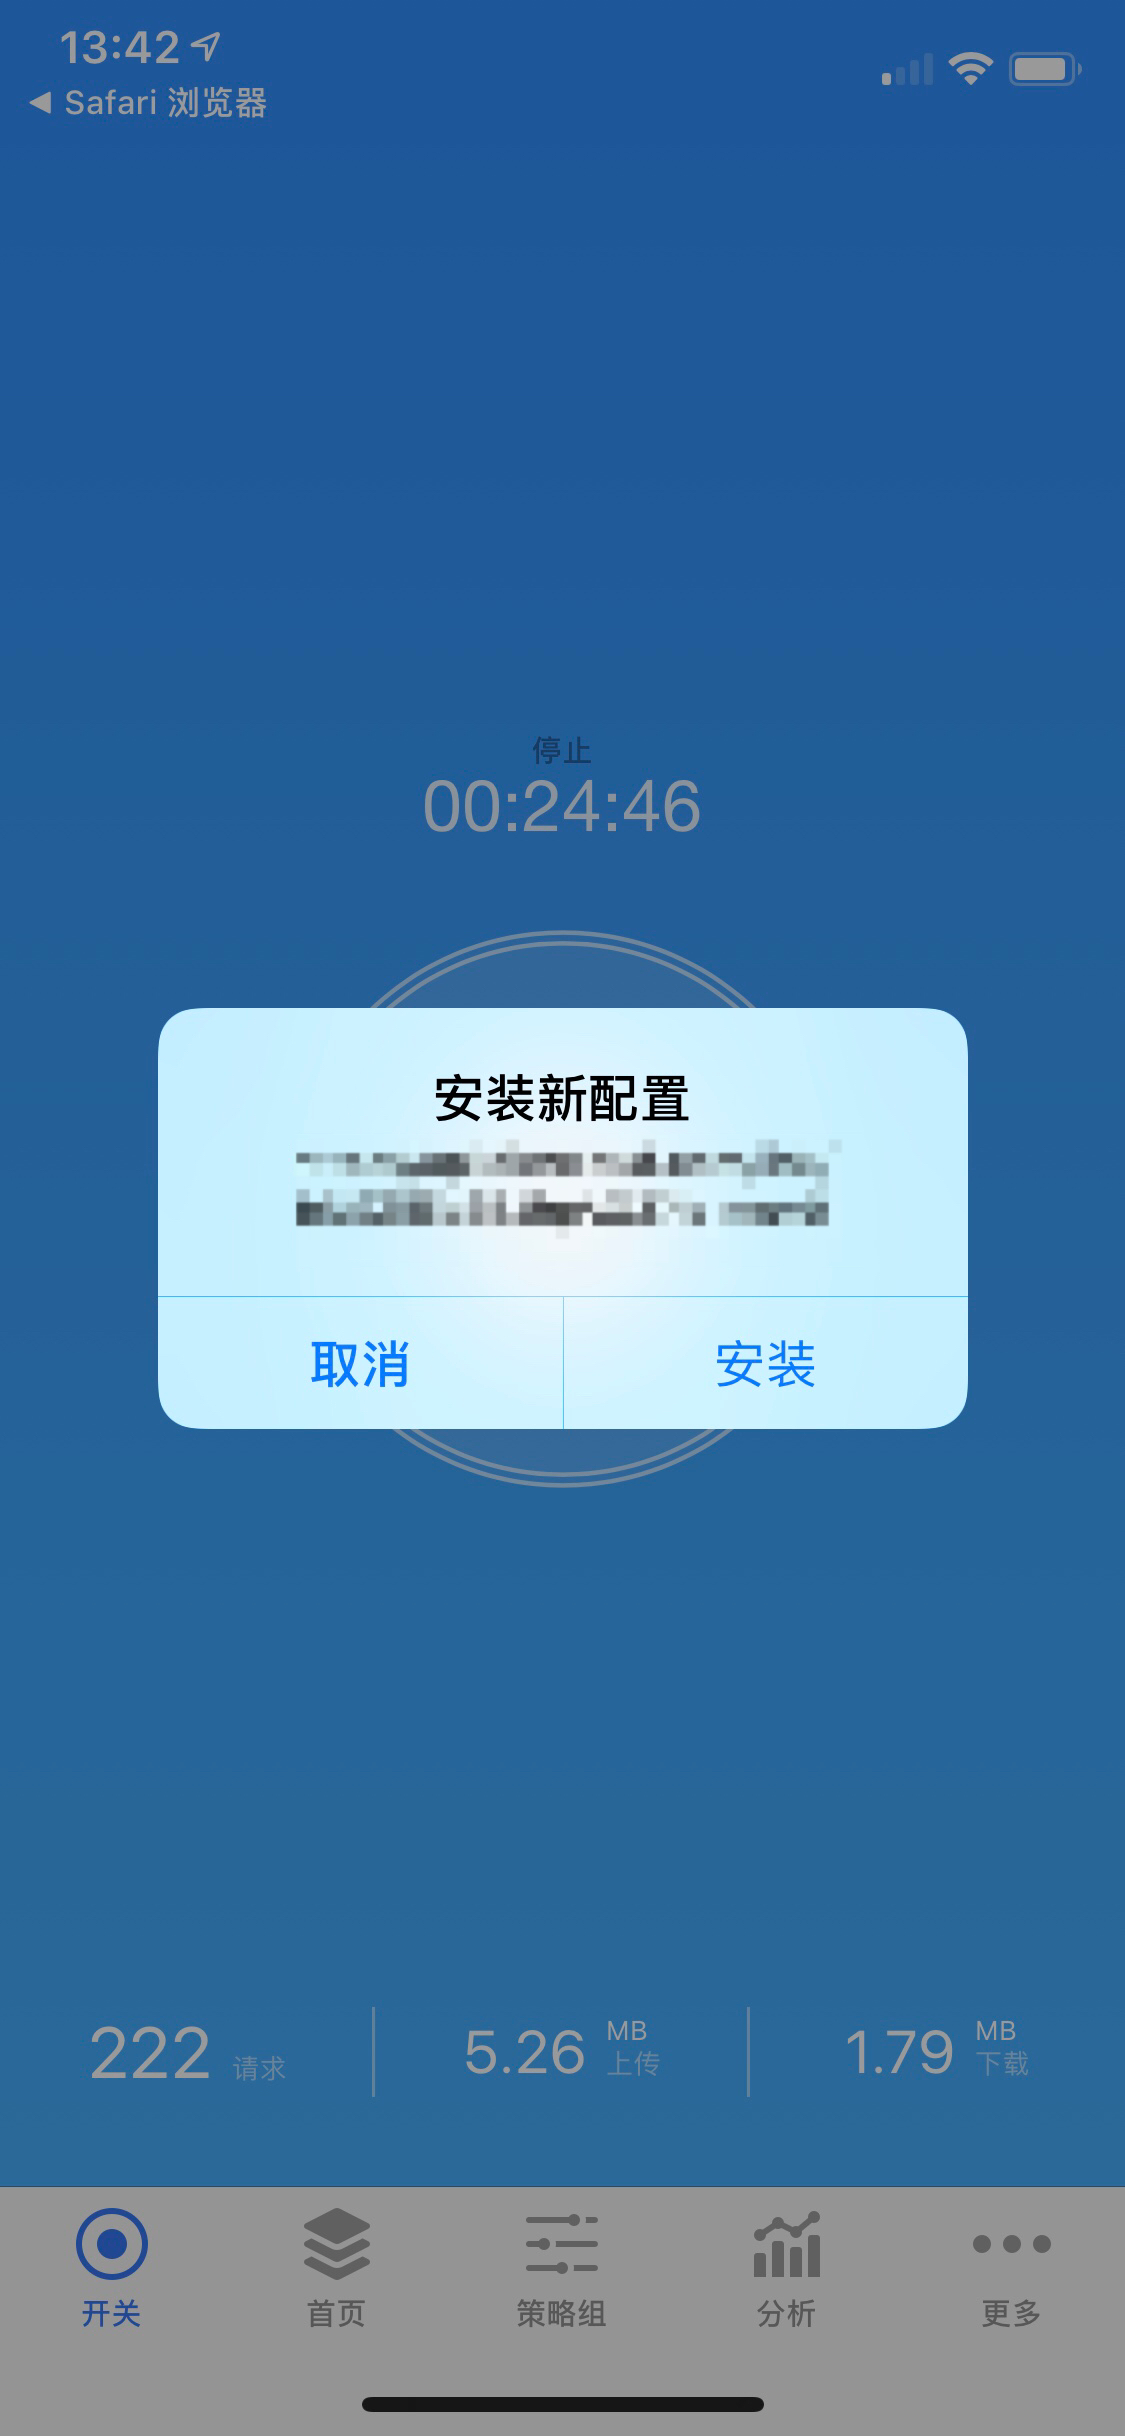 13:42
Safari 浏览器
停止
00:24:46
安装新配置
取消
安装
222 请求
5.26 MB 上传
1.79 MB 下载
开关
首页
策略组
分析
更多